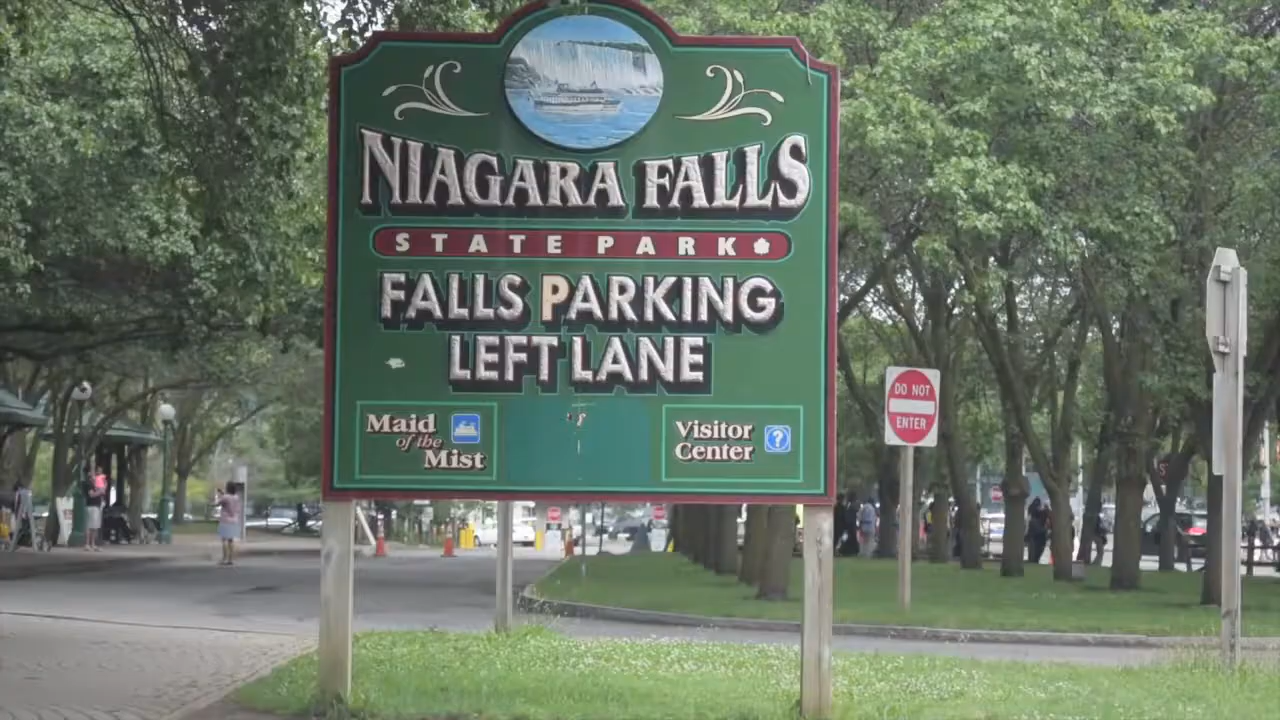 NIAGARA FALLS
STATE PARK
FALLS PARKING
LEFT LANE
Maid
of the
Mist
Visitor
Center
?
DO NOT
ENTER